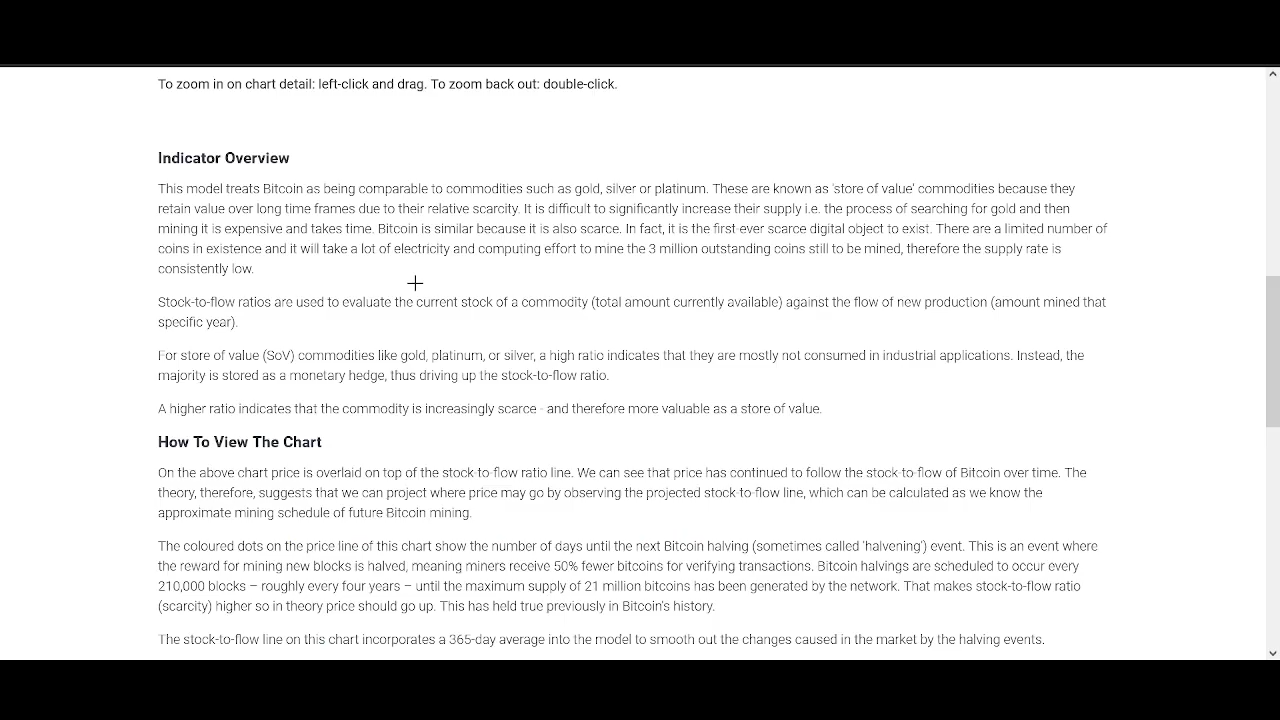 To zoom in on chart detail: left-click and drag. To zoom back out: double-click.
Indicator Overview
This model treats Bitcoin as being comparable to commodities such as gold, silver or platinum. These are known as 'store of value' commodities because they
retain value over long time frames due to their relative scarcity. It is difficult to significantly increase their supply i.e. the process of searching for gold and then
mining it is expensive and takes time. Bitcoin is similar because it is also scarce. In fact, it is the first-ever scarce digital object to exist. There are a limited number of
coins in existence and it will take a lot of electricity and computing effort to mine the 3 million outstanding coins still to be mined, therefore the supply rate is
consistently low.
Stock-to-flow ratios are used to evaluate the current stock of a commodity (total amount currently available) against the flow of new production (amount mined that
specific year).
For store of value (SoV) commodities like gold, platinum, or silver, a high ratio indicates that they are mostly not consumed in industrial applications. Instead, the
majority is stored as a monetary hedge, thus driving up the stock-to-flow ratio.
A higher ratio indicates that the commodity is increasingly scarce - and therefore more valuable as a store of value.
How To View The Chart
On the above chart price is overlaid on top of the stock-to-flow ratio line. We can see that price has continued to follow the stock-to-flow of Bitcoin over time. The
theory, therefore, suggests that we can project where price may go by observing the projected stock-to-flow line, which can be calculated as we know the
approximate mining schedule of future Bitcoin mining.
The coloured dots on the price line of this chart show the number of days until the next Bitcoin halving (sometimes called 'halvening') event. This is an event where
the reward for mining new blocks is halved, meaning miners receive 50% fewer bitcoins for verifying transactions. Bitcoin halvings are scheduled to occur every
210,000 blocks – roughly every four years – until the maximum supply of 21 million bitcoins has been generated by the network. That makes stock-to-flow ratio
(scarcity) higher so in theory price should go up. This has held true previously in Bitcoin's history.
The stock-to-flow line on this chart incorporates a 365-day average into the model to smooth out the changes caused in the market by the halving events.